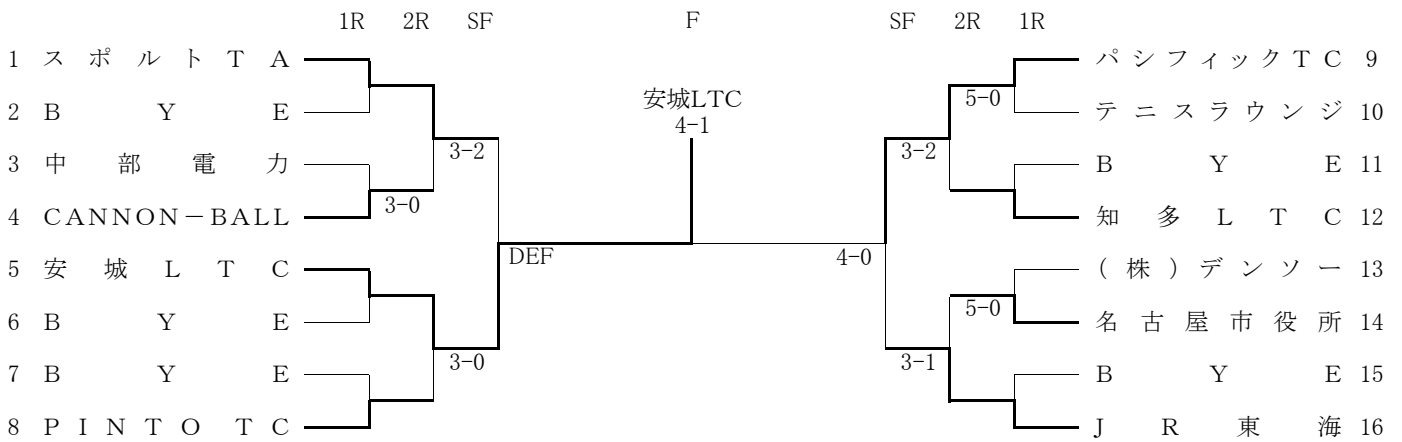 1R 2R SF F SF 2R 1R
1 スポルトTA パシフィックTC 9
安城LTC
5-0
2 BYE テニスラウンジ 10
4-1
3-2 3-2
3 中部電力 BYE 11
3-0
4 CANNON－BALL 知多LTC 12
DEF 4-0
5 安城LTC (株)デンソー 13
5-0
6 BYE 名古屋市役所 14
3-0 3-1
7 BYE BYE 15
8 PINTO TC JR東海 16